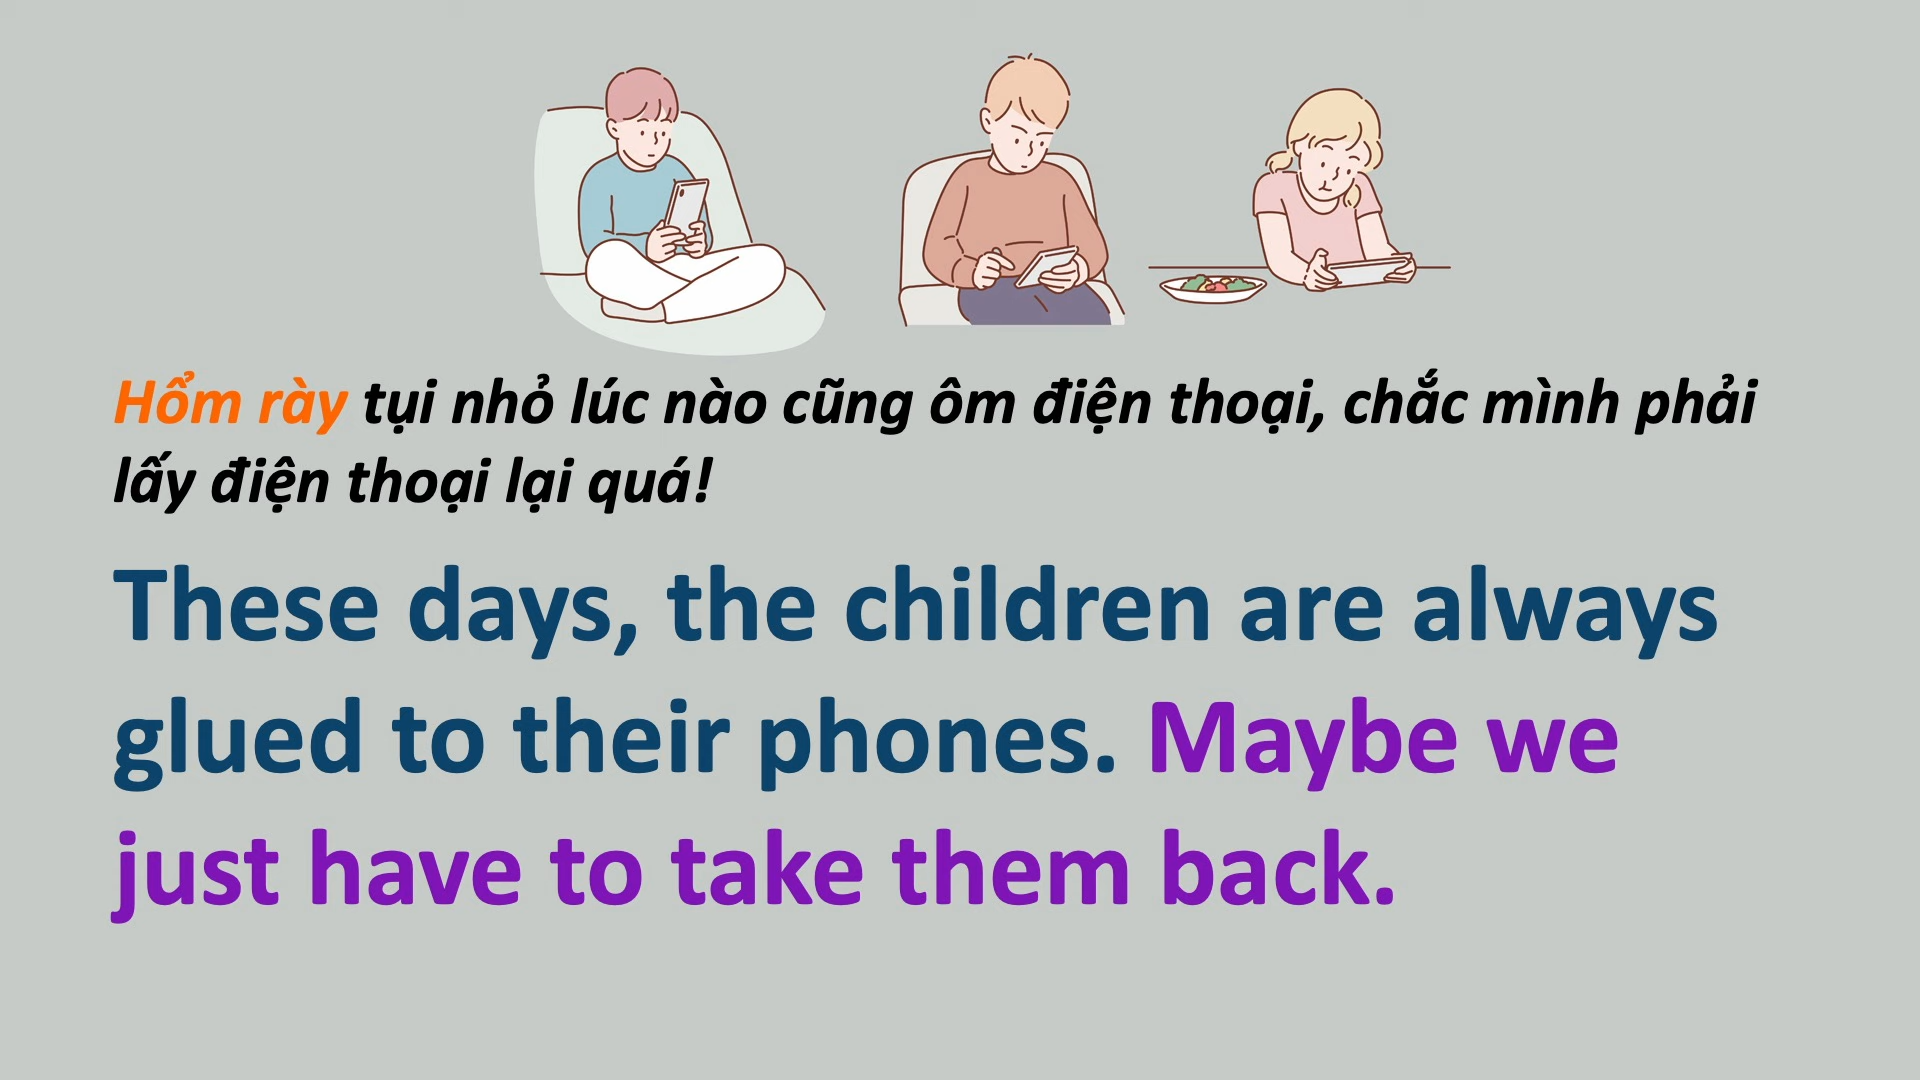 Hổm rày tụi nhỏ lúc nào cũng ôm điện thoại, chắc mình phải
lấy điện thoại lại quá!
These days, the children are always
glued to their phones. Maybe we
just have to take them back.